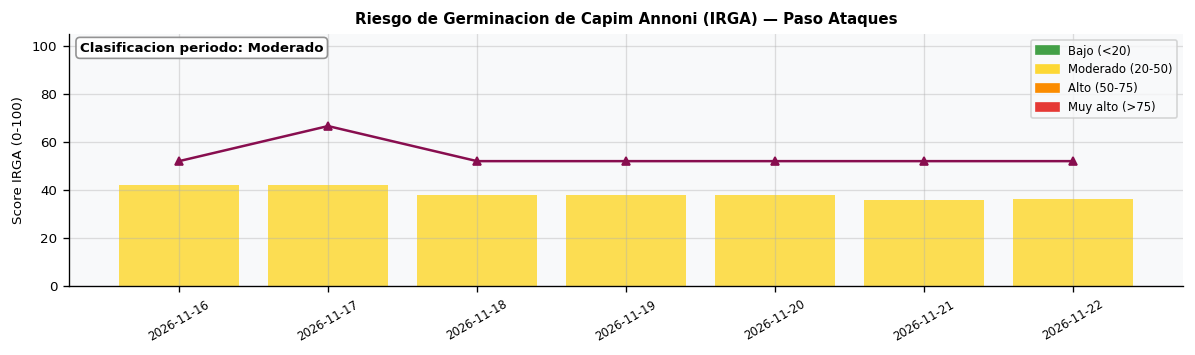 Riesgo de Germinacion de Capim Annoni (IRGA) — Paso Ataques
Clasificacion periodo: Moderado
Bajo (<20)
Moderado (20-50)
Alto (50-75)
Muy alto (>75)
Score IRGA (0-100)
100
80
60
40
20
0
2026-11-16
2026-11-17
2026-11-18
2026-11-19
2026-11-20
2026-11-21
2026-11-22